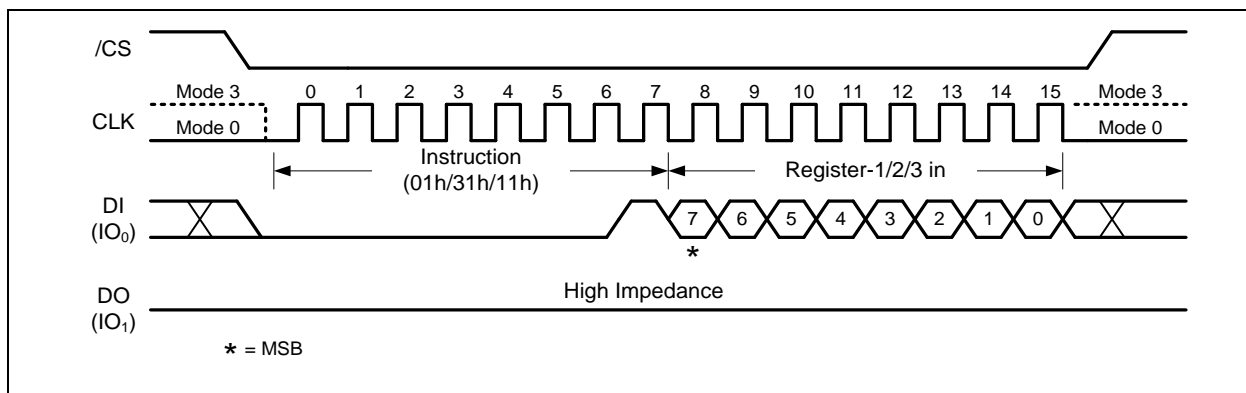 /CS
Mode 3 0 1 2 3 4 5 6 7 8 9 10 11 12 13 14 15 Mode 3
CLK
Mode 0 Mode 0
Instruction
(01h/31h/11h)
Register-1/2/3 in
DI
(IO₀)
7 6 5 4 3 2 1 0
*
DO
(IO₁)
High Impedance
* = MSB